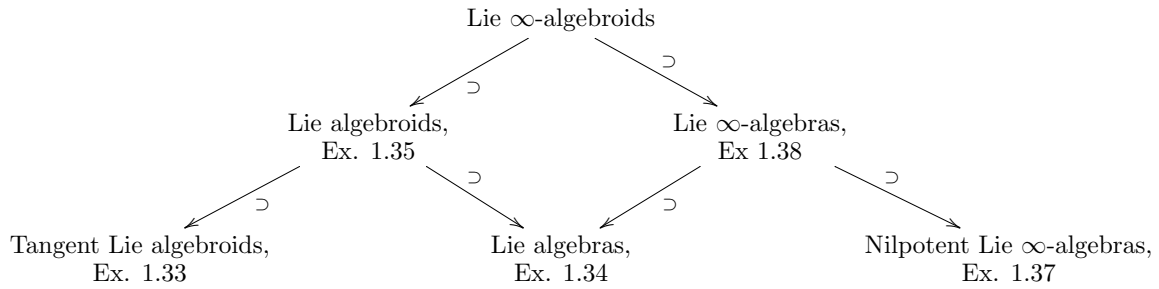 Lie ∞-algebroids
⊃
⊃
Lie algebroids,
Ex. 1.35
Lie ∞-algebras,
Ex 1.38
⊃
⊃
⊃
⊃
Tangent Lie algebroids,
Ex. 1.33
Lie algebras,
Ex. 1.34
Nilpotent Lie ∞-algebras,
Ex. 1.37